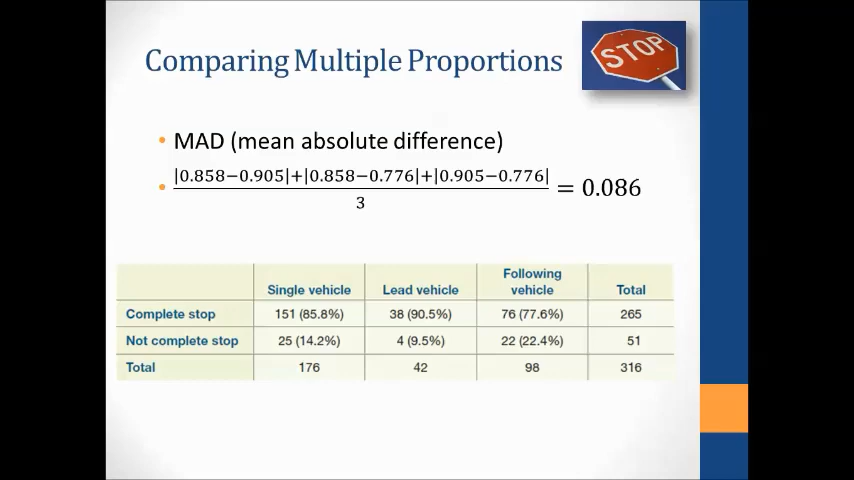 Comparing Multiple Proportions
STOP
• MAD (mean absolute difference)
• (|0.858−0.905|+|0.858−0.776|+|0.905−0.776|)/3 = 0.086
Single vehicle Lead vehicle Following vehicle Total
Complete stop 151 (85.8%) 38 (90.5%) 76 (77.6%) 265
Not complete stop 25 (14.2%) 4 (9.5%) 22 (22.4%) 51
Total 176 42 98 316